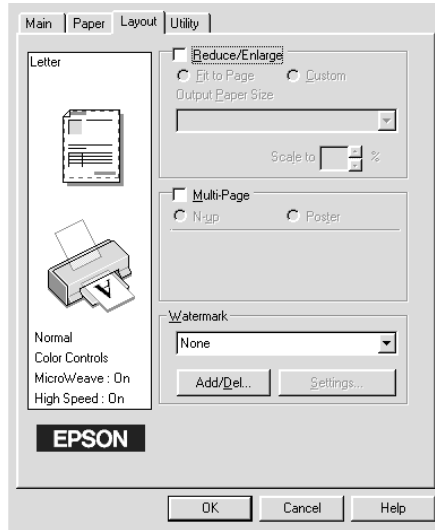 Main Paper Layout Utility
Letter
Normal
Color Controls
MicroWeave : On
High Speed : On
EPSON
Reduce/Enlarge
Fit to Page Custom
Output Paper Size
Scale to %
Multi-Page
N-up Poster
Watermark
None
Add/Del... Settings...
OK Cancel Help